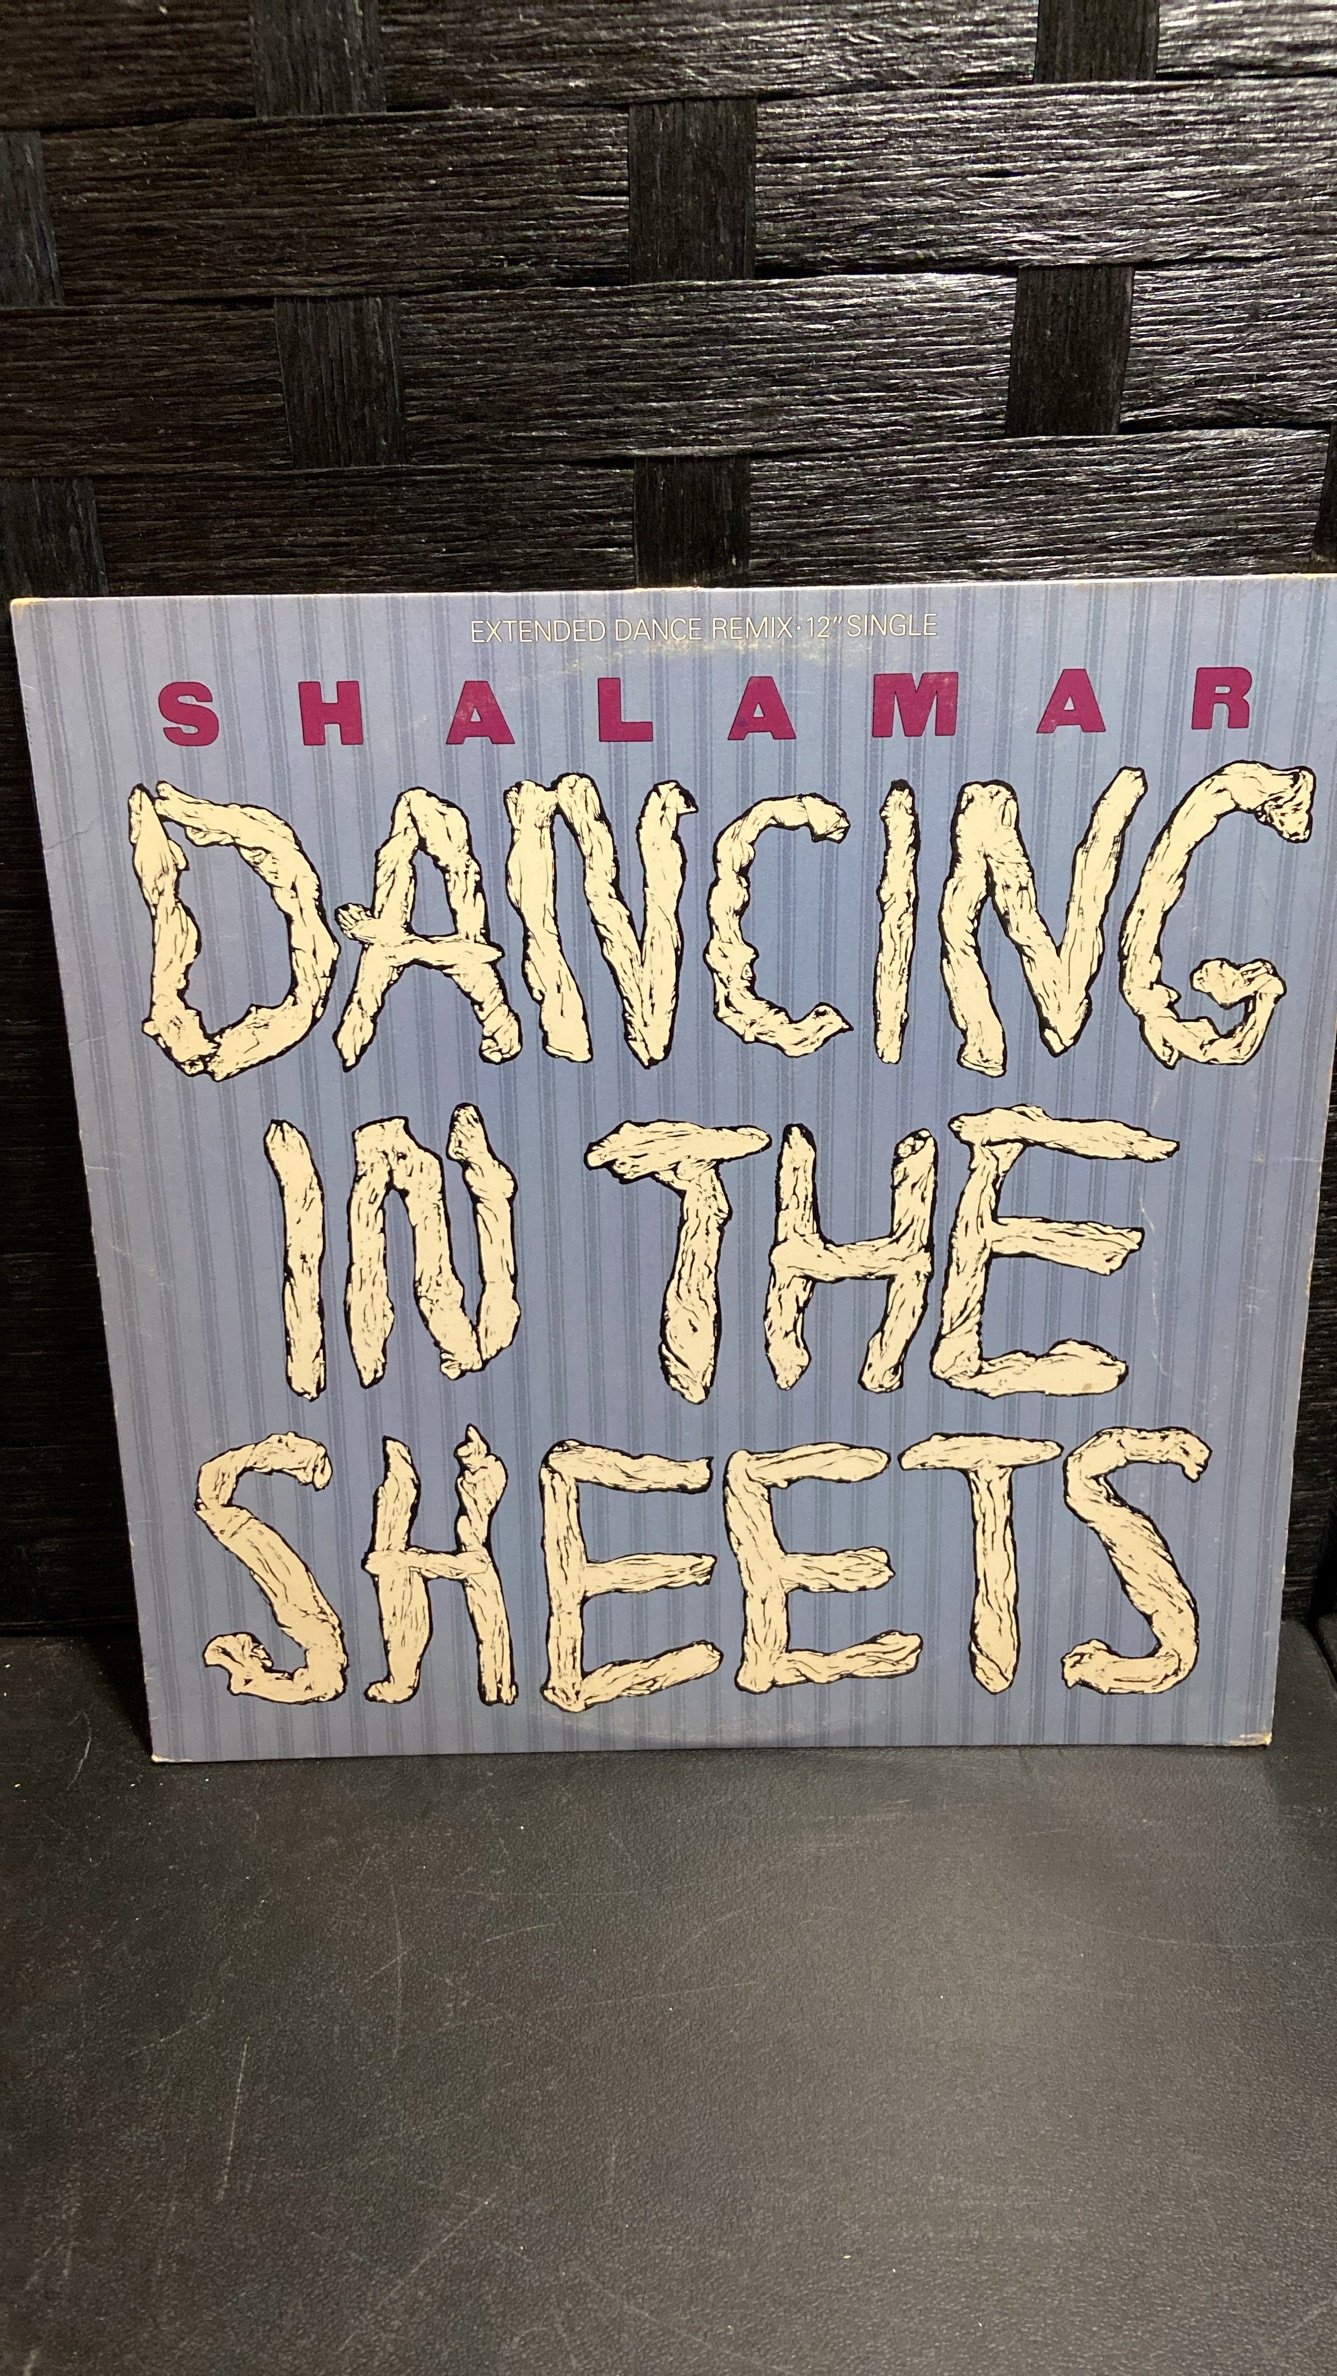 EXTENDED DANCE REMIX·12" SINGLE
SHALAMAR
DANCING
IN THE
SHEETS